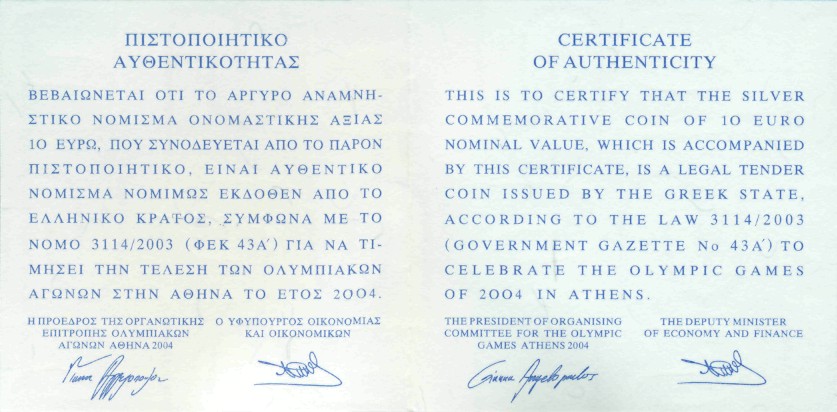 ΠΙΣΤΟΠΟΙΗΤΙΚΟ
ΑΥΘΕΝΤΙΚΟΤΗΤΑΣ
ΒΕΒΑΙΩΝΕΤΑΙ ΟΤΙ ΤΟ ΑΡΓΥΡΟ ΑΝΑΜΝΗ-
ΣΤΙΚΟ ΝΟΜΙΣΜΑ ΟΝΟΜΑΣΤΙΚΗΣ ΑΞΙΑΣ
10 ΕΥΡΩ, ΠΟΥ ΣΥΝΟΔΕΥΕΤΑΙ ΑΠΟ ΤΟ ΠΑΡΟΝ
ΠΙΣΤΟΠΟΙΗΤΙΚΟ, ΕΙΝΑΙ ΑΥΘΕΝΤΙΚΟ
ΝΟΜΙΣΜΑ ΝΟΜΙΜΩΣ ΕΚΔΟΘΕΝ ΑΠΟ ΤΟ
ΕΛΛΗΝΙΚΟ ΚΡΑΤΟΣ, ΣΥΜΦΩΝΑ ΜΕ ΤΟ
ΝΟΜΟ 3114/2003 (ΦΕΚ 43Α΄) ΓΙΑ ΝΑ ΤΙ-
ΜΗΣΕΙ ΤΗΝ ΤΕΛΕΣΗ ΤΩΝ ΟΛΥΜΠΙΑΚΩΝ
ΑΓΩΝΩΝ ΣΤΗΝ ΑΘΗΝΑ ΤΟ ΕΤΟΣ 2004.
Η ΠΡΟΕΔΡΟΣ ΤΗΣ ΟΡΓΑΝΩΤΙΚΗΣ
ΕΠΙΤΡΟΠΗΣ ΟΛΥΜΠΙΑΚΩΝ
ΑΓΩΝΩΝ ΑΘΗΝΑ 2004
Ο ΥΦΥΠΟΥΡΓΟΣ ΟΙΚΟΝΟΜΙΑΣ
ΚΑΙ ΟΙΚΟΝΟΜΙΚΩΝ
CERTIFICATE
OF AUTHENTICITY
THIS IS TO CERTIFY THAT THE SILVER
COMMEMORATIVE COIN OF 10 EURO
NOMINAL VALUE, WHICH IS ACCOMPANIED
BY THIS CERTIFICATE, IS A LEGAL TENDER
COIN ISSUED BY THE GREEK STATE,
ACCORDING TO THE LAW 3114/2003
(GOVERNMENT GAZETTE No 43A΄) TO
CELEBRATE THE OLYMPIC GAMES
OF 2004 IN ATHENS.
THE PRESIDENT OF ORGANISING
COMMITTEE FOR THE OLYMPIC
GAMES ATHENS 2004
Gianna Angelopoulos
THE DEPUTY MINISTER
OF ECONOMY AND FINANCE